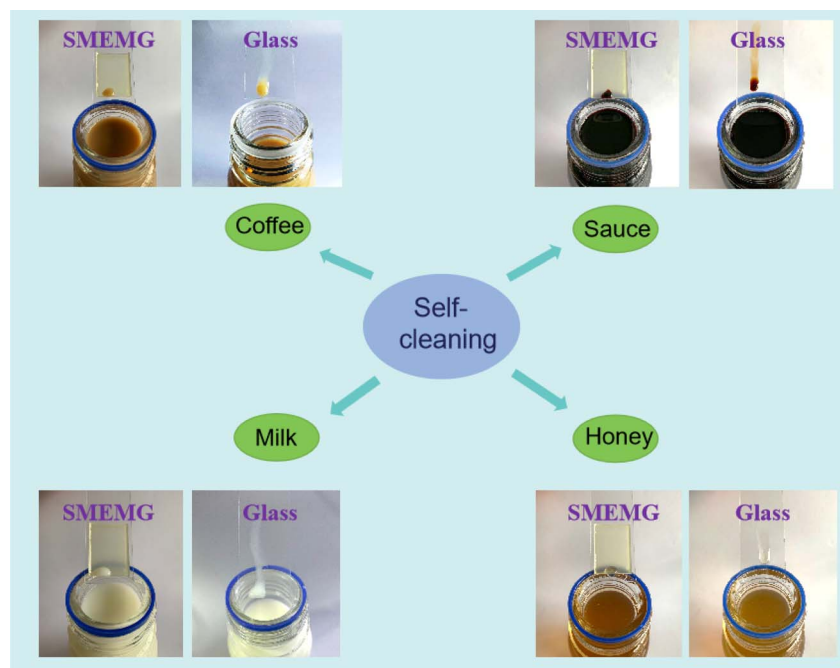 SMEMG Glass SMEMG Glass
Coffee Sauce
Self-
cleaning
Milk Honey
SMEMG Glass SMEMG Glass